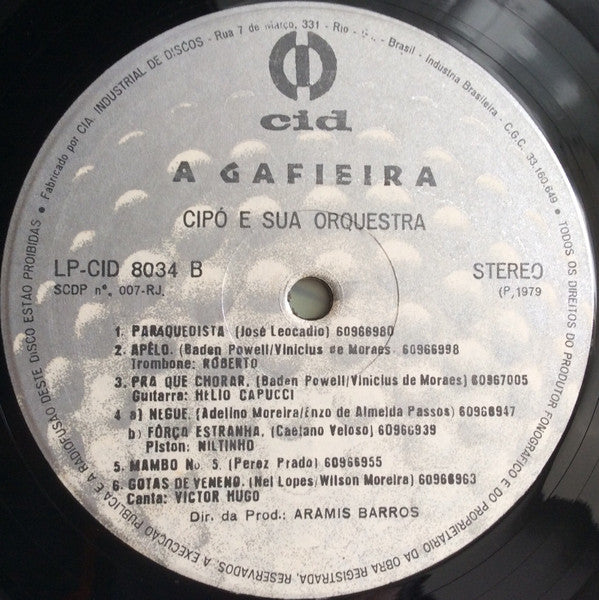 Fabricado por CIA. INDUSTRIAL DE DISCOS - Rua 7 de Março, 331 - Rio - - Brasil - Indústria Brasileira - C.G.C. 33.160.649 •
TODOS OS DIREITOS DO PRODUTOR FONOGRÁFICO E DO PROPRIETÁRIO DA OBRA REGISTRADA, RESERVADOS. A EXECUÇÃO PÚBLICA E A RADIOFUSÃO DESTE DISCO ESTÃO PROIBIDAS •
cid
A GAFIEIRA
CIPÓ E SUA ORQUESTRA
LP-CID 8034 B
STEREO
SCDP nº. 007-RJ.
(P,1979
1. PARAQUEDISTA (José Leocadio) 60966980
2. APÊLO. (Baden Powell/Vinicius de Moraes. 60966998
Trombone: ROBERTO
3. PRA QUE CHORAR. (Baden Powell/Vinicius de Moraes) 60967005
Guitarra: HELIO CAPUCCI
4 a) NEGUE. (Adelino Moreira/Enzo de Almeida Passos) 60966947
b) FÔRÇA ESTRANHA. (Caetano Veloso) 60966939
Piston: NILTINHO
5. MAMBO No. 5. (Perez Prado) 60966955
6. GOTAS DE VENENO. (Nei Lopes/Wilson Moreira) 60966963
Canta: VICTOR HUGO
Dir. da Prod.: ARAMIS BARROS